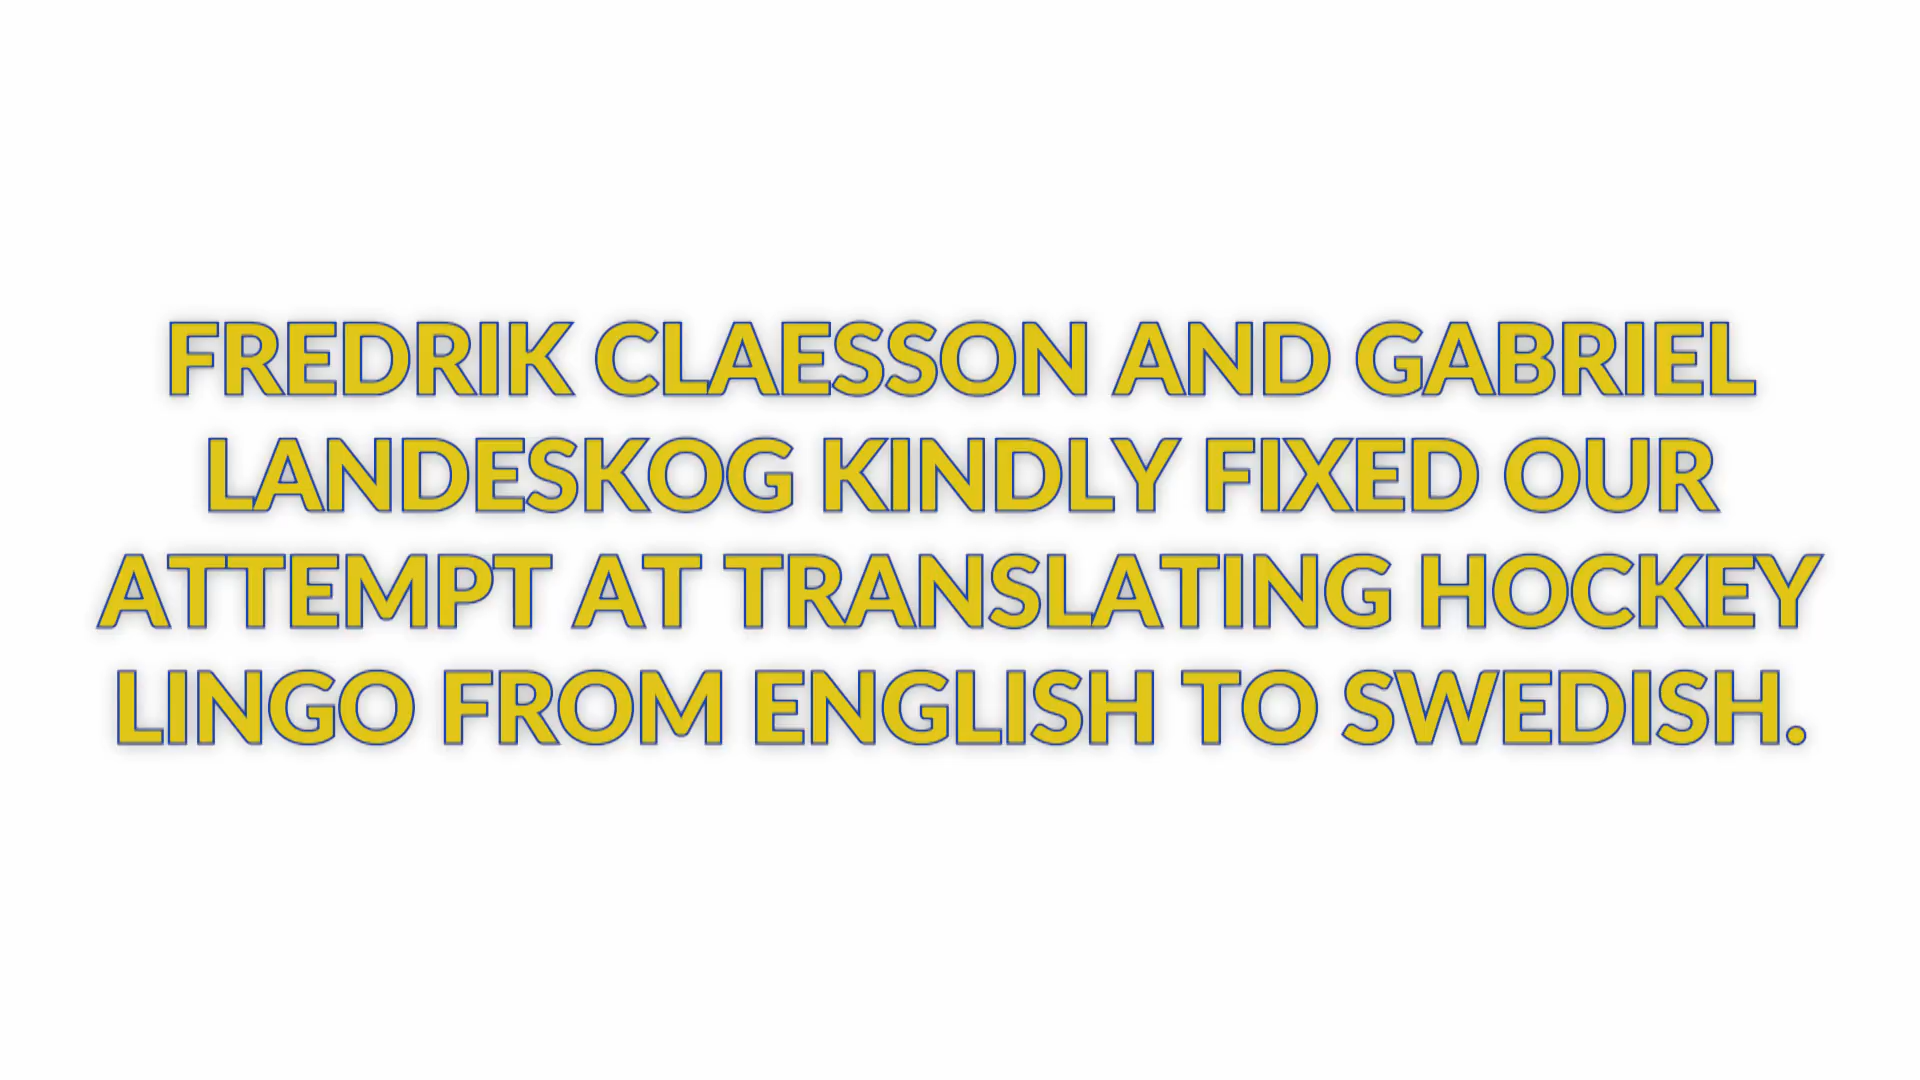 FREDRIK CLAESSON AND GABRIEL
LANDESKOG KINDLY FIXED OUR
ATTEMPT AT TRANSLATING HOCKEY
LINGO FROM ENGLISH TO SWEDISH.